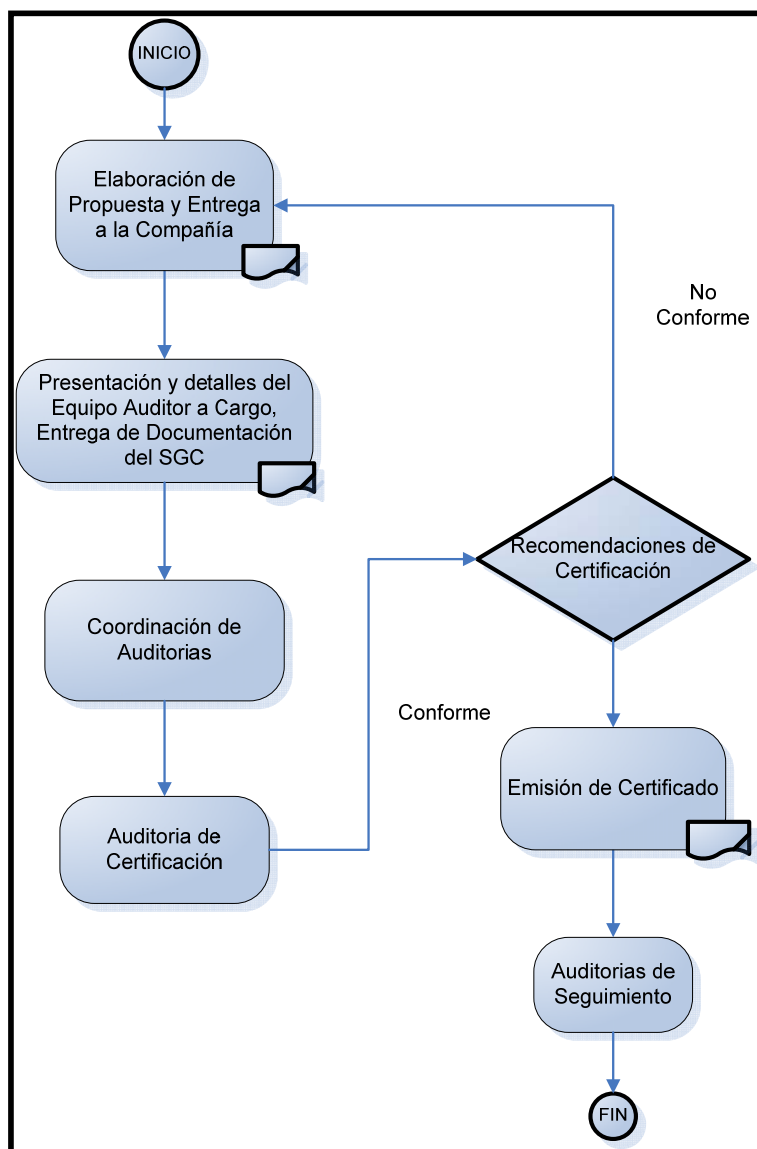 INICIO
Elaboración de
Propuesta y Entrega
a la Compañía
No
Conforme
Presentación y detalles del
Equipo Auditor a Cargo,
Entrega de Documentación
del SGC
Recomendaciones de
Certificación
Coordinación de
Auditorias
Conforme
Emisión de Certificado
Auditoria de
Certificación
Auditorias de
Seguimiento
FIN